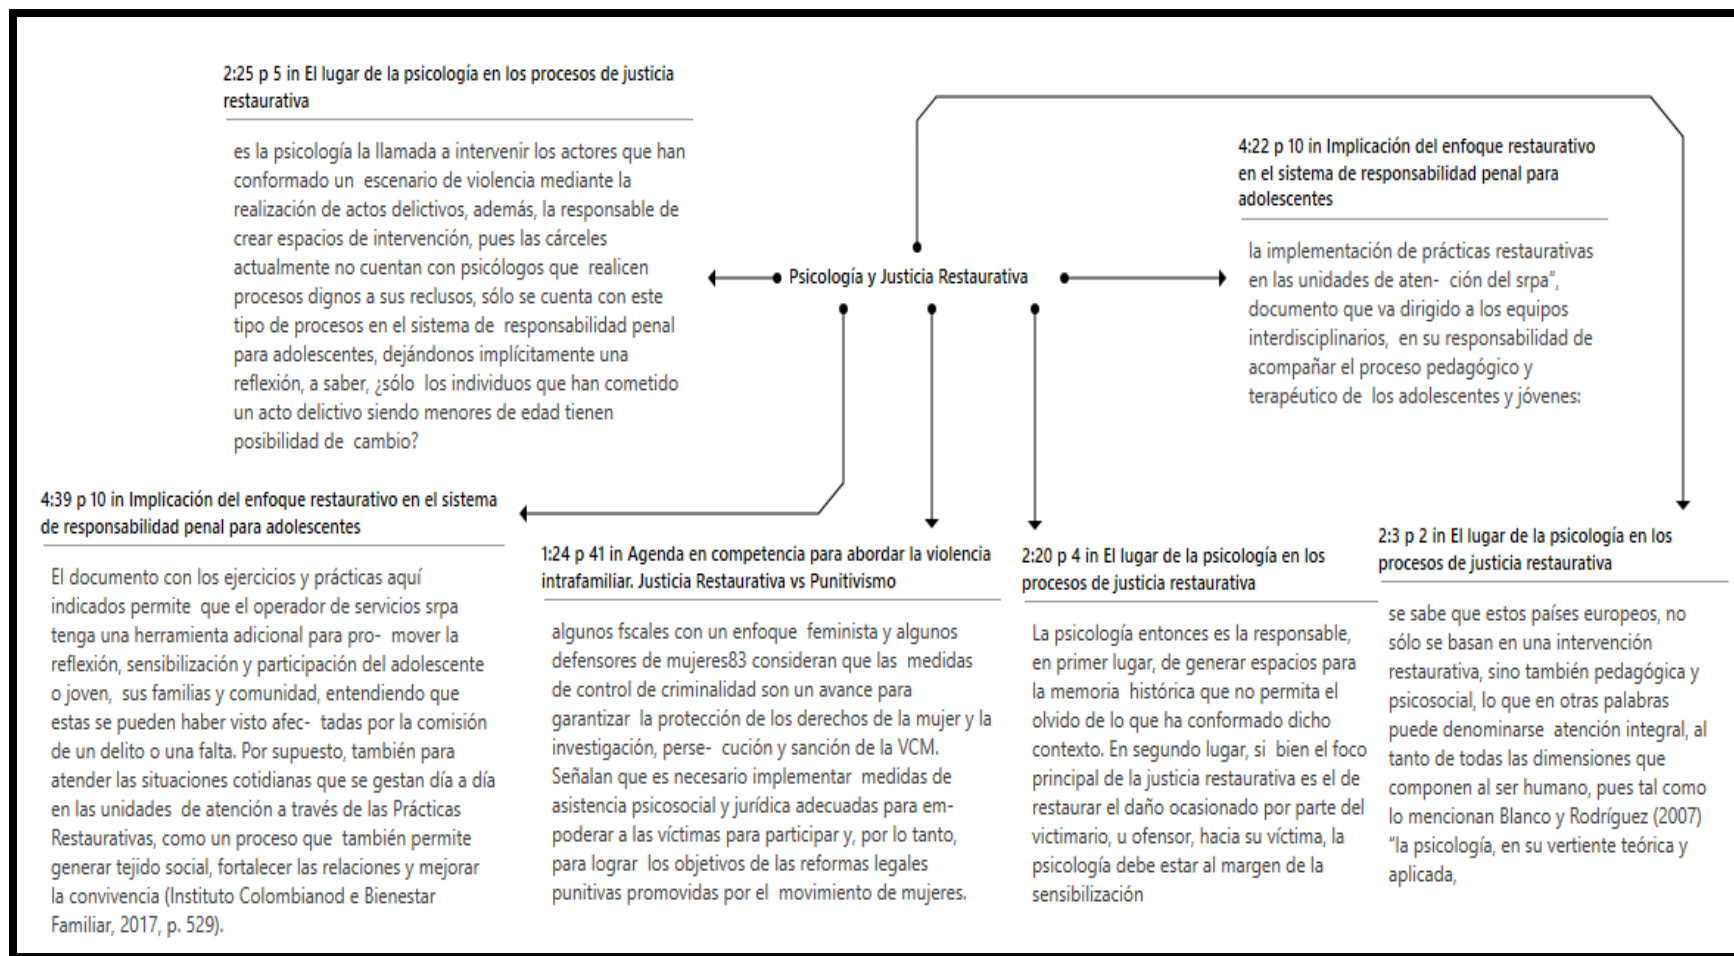 2:25 p 5 in El lugar de la psicología en los procesos de justicia
restaurativa
es la psicología la llamada a intervenir los actores que han
conformado un escenario de violencia mediante la
realización de actos delictivos, además, la responsable de
crear espacios de intervención, pues las cárceles
actualmente no cuentan con psicólogos que realicen
procesos dignos a sus reclusos, sólo se cuenta con este
tipo de procesos en el sistema de responsabilidad penal
para adolescentes, dejándonos implícitamente una
reflexión, a saber, ¿sólo los individuos que han cometido
un acto delictivo siendo menores de edad tienen
posibilidad de cambio?
Psicología y Justicia Restaurativa
4:22 p 10 in Implicación del enfoque restaurativo
en el sistema de responsabilidad penal para
adolescentes
la implementación de prácticas restaurativas
en las unidades de aten- ción del srpa”,
documento que va dirigido a los equipos
interdisciplinarios, en su responsabilidad de
acompañar el proceso pedagógico y
terapéutico de los adolescentes y jóvenes:
4:39 p 10 in Implicación del enfoque restaurativo en el sistema
de responsabilidad penal para adolescentes
El documento con los ejercicios y prácticas aquí
indicados permite que el operador de servicios srpa
tenga una herramienta adicional para pro- mover la
reflexión, sensibilización y participación del adolescente
o joven, sus familias y comunidad, entendiendo que
estas se pueden haber visto afec- tadas por la comisión
de un delito o una falta. Por supuesto, también para
atender las situaciones cotidianas que se gestan día a día
en las unidades de atención a través de las Prácticas
Restaurativas, como un proceso que también permite
generar tejido social, fortalecer las relaciones y mejorar
la convivencia (Instituto Colombianod e Bienestar
Familiar, 2017, p. 529).
1:24 p 41 in Agenda en competencia para abordar la violencia
intrafamiliar. Justicia Restaurativa vs Punitivismo
algunos fscales con un enfoque feminista y algunos
defensores de mujeres83 consideran que las medidas
de control de criminalidad son un avance para
garantizar la protección de los derechos de la mujer y la
investigación, perse- cución y sanción de la VCM.
Señalan que es necesario implementar medidas de
asistencia psicosocial y jurídica adecuadas para em-
poderar a las víctimas para participar y, por lo tanto,
para lograr los objetivos de las reformas legales
punitivas promovidas por el movimiento de mujeres.
2:20 p 4 in El lugar de la psicología en los
procesos de justicia restaurativa
La psicología entonces es la responsable,
en primer lugar, de generar espacios para
la memoria histórica que no permita el
olvido de lo que ha conformado dicho
contexto. En segundo lugar, si bien el foco
principal de la justicia restaurativa es el de
restaurar el daño ocasionado por parte del
victimario, u ofensor, hacia su víctima, la
psicología debe estar al margen de la
sensibilización
2:3 p 2 in El lugar de la psicología en los
procesos de justicia restaurativa
se sabe que estos países europeos, no
sólo se basan en una intervención
restaurativa, sino también pedagógica y
psicosocial, lo que en otras palabras
puede denominarse atención integral, al
tanto de todas las dimensiones que
componen al ser humano, pues tal como
lo mencionan Blanco y Rodríguez (2007)
“la psicología, en su vertiente teórica y
aplicada,